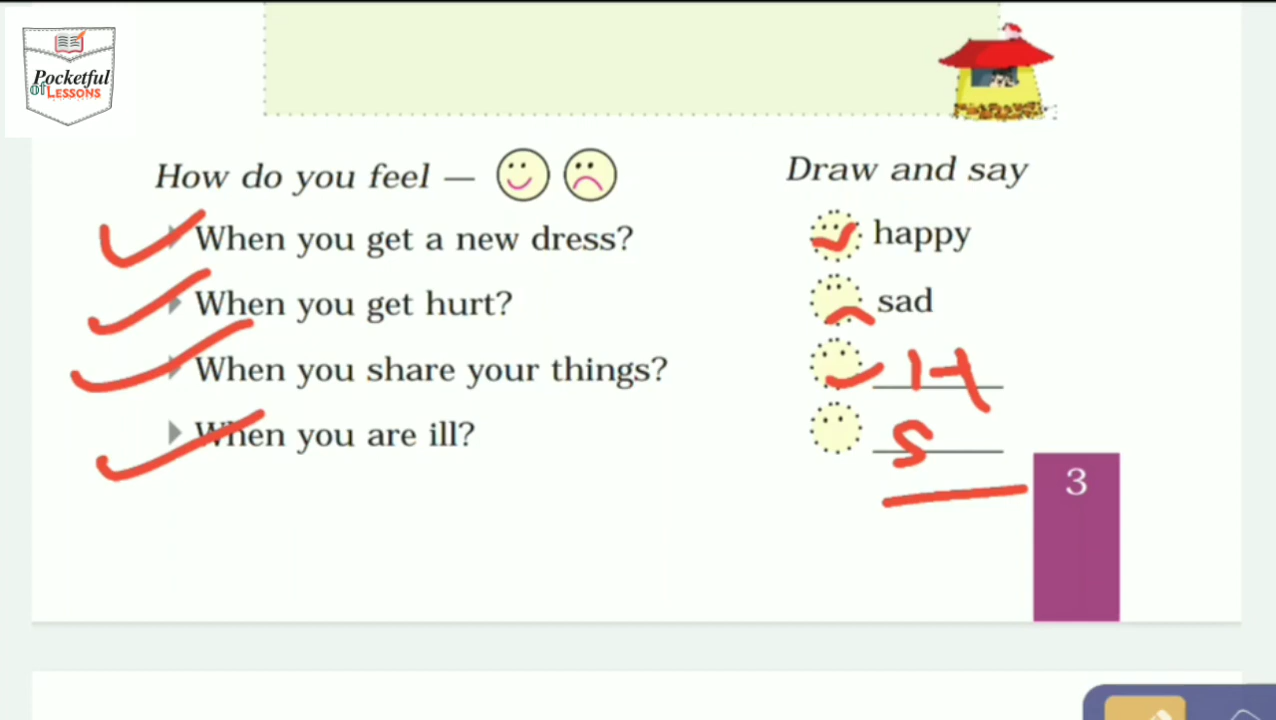 Pocketful
of LESSONS
How do you feel —
Draw and say
When you get a new dress?
happy
When you get hurt?
sad
When you share your things?
H
When you are ill?
S
3